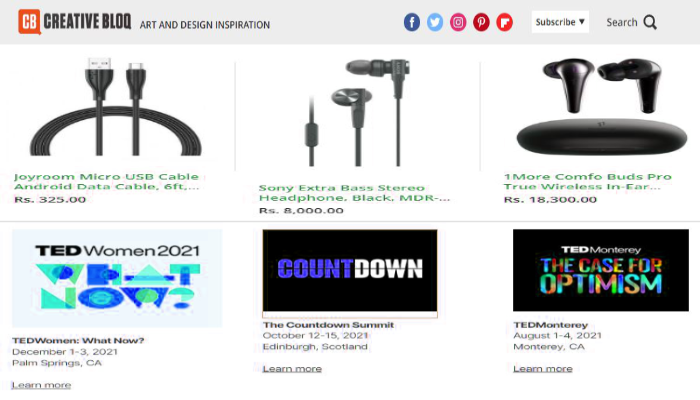 CB CREATIVE BLOQ ART AND DESIGN INSPIRATION
Subscribe ▼ Search
Joyroom Micro USB Cable
Android Data Cable, 6ft,...
Rs. 325.00
Sony Extra Bass Stereo
Headphone, Black, MDR-...
Rs. 8,000.00
1More Comfo Buds Pro
True Wireless In-Ear...
Rs. 18,300.00
TEDWomen2021
WHAT
NOW?
TEDWomen: What Now?
December 1-3, 2021
Palm Springs, CA
Learn more
COUNTDOWN
The Countdown Summit
October 12-15, 2021
Edinburgh, Scotland
Learn more
TEDMonterey
THE CASE FOR
OPTIMISM
TEDMonterey
August 1-4, 2021
Monterey, CA
Learn more